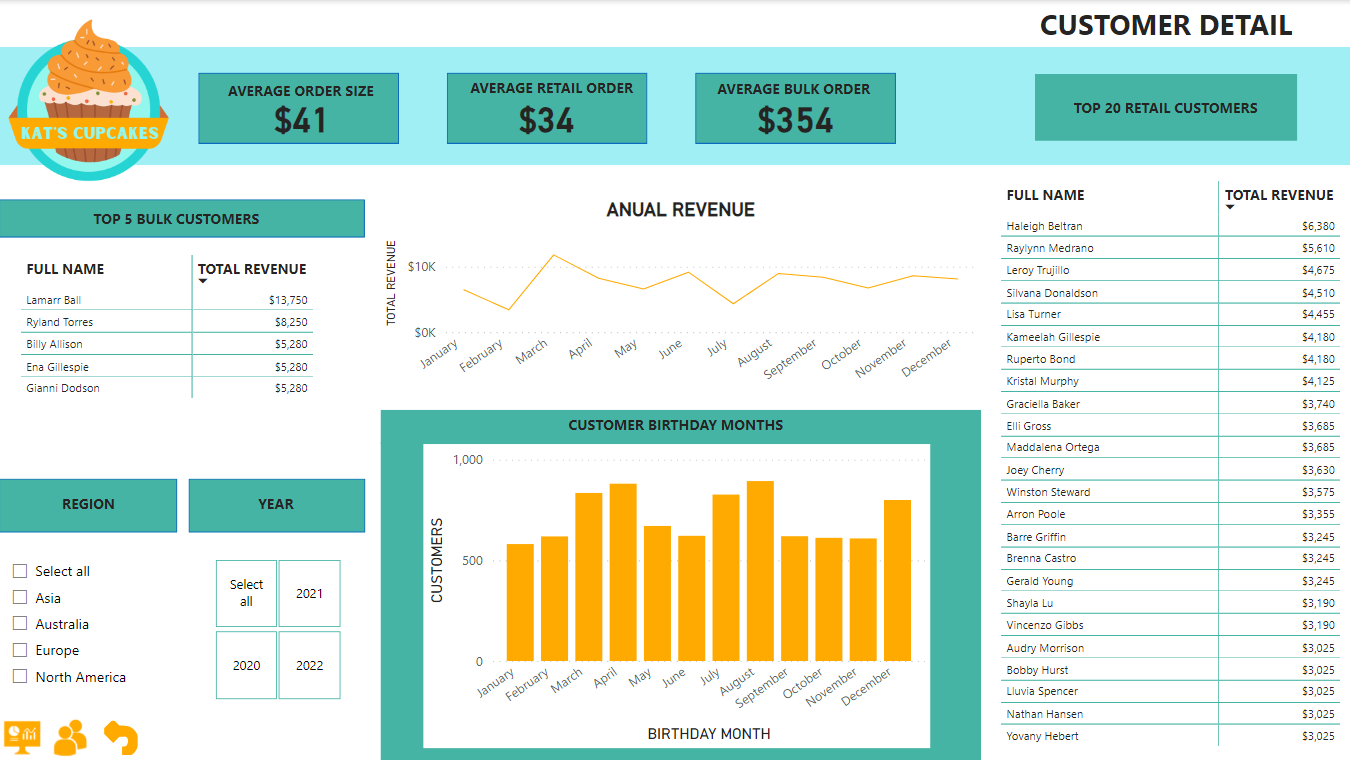 CUSTOMER DETAIL
KAT'S CUPCAKES
AVERAGE ORDER SIZE
$41
AVERAGE RETAIL ORDER
$34
AVERAGE BULK ORDER
$354
TOP 20 RETAIL CUSTOMERS
TOP 5 BULK CUSTOMERS
FULL NAME TOTAL REVENUE
Lamarr Ball $13,750
Ryland Torres $8,250
Billy Allison $5,280
Ena Gillespie $5,280
Gianni Dodson $5,280
REGION
Select all
Asia
Australia
Europe
North America
YEAR
Select
all
2021
2020
2022
ANUAL REVENUE
TOTAL REVENUE
$10K
$0K
January February March April May June July August September October November December
CUSTOMER BIRTHDAY MONTHS
CUSTOMERS
1,000
500
0
January February March April May June July August September October November December
BIRTHDAY MONTH
FULL NAME TOTAL REVENUE
Haleigh Beltran $6,380
Raylynn Medrano $5,610
Leroy Trujillo $4,675
Silvana Donaldson $4,510
Lisa Turner $4,455
Kameelah Gillespie $4,180
Ruperto Bond $4,180
Kristal Murphy $4,125
Graciella Baker $3,740
Elli Gross $3,685
Maddalena Ortega $3,685
Joey Cherry $3,630
Winston Steward $3,575
Arron Poole $3,355
Barre Griffin $3,245
Brenna Castro $3,245
Gerald Young $3,245
Shayla Lu $3,190
Vincenzo Gibbs $3,190
Audry Morrison $3,025
Bobby Hurst $3,025
Lluvia Spencer $3,025
Nathan Hansen $3,025
Yovany Hebert $3,025